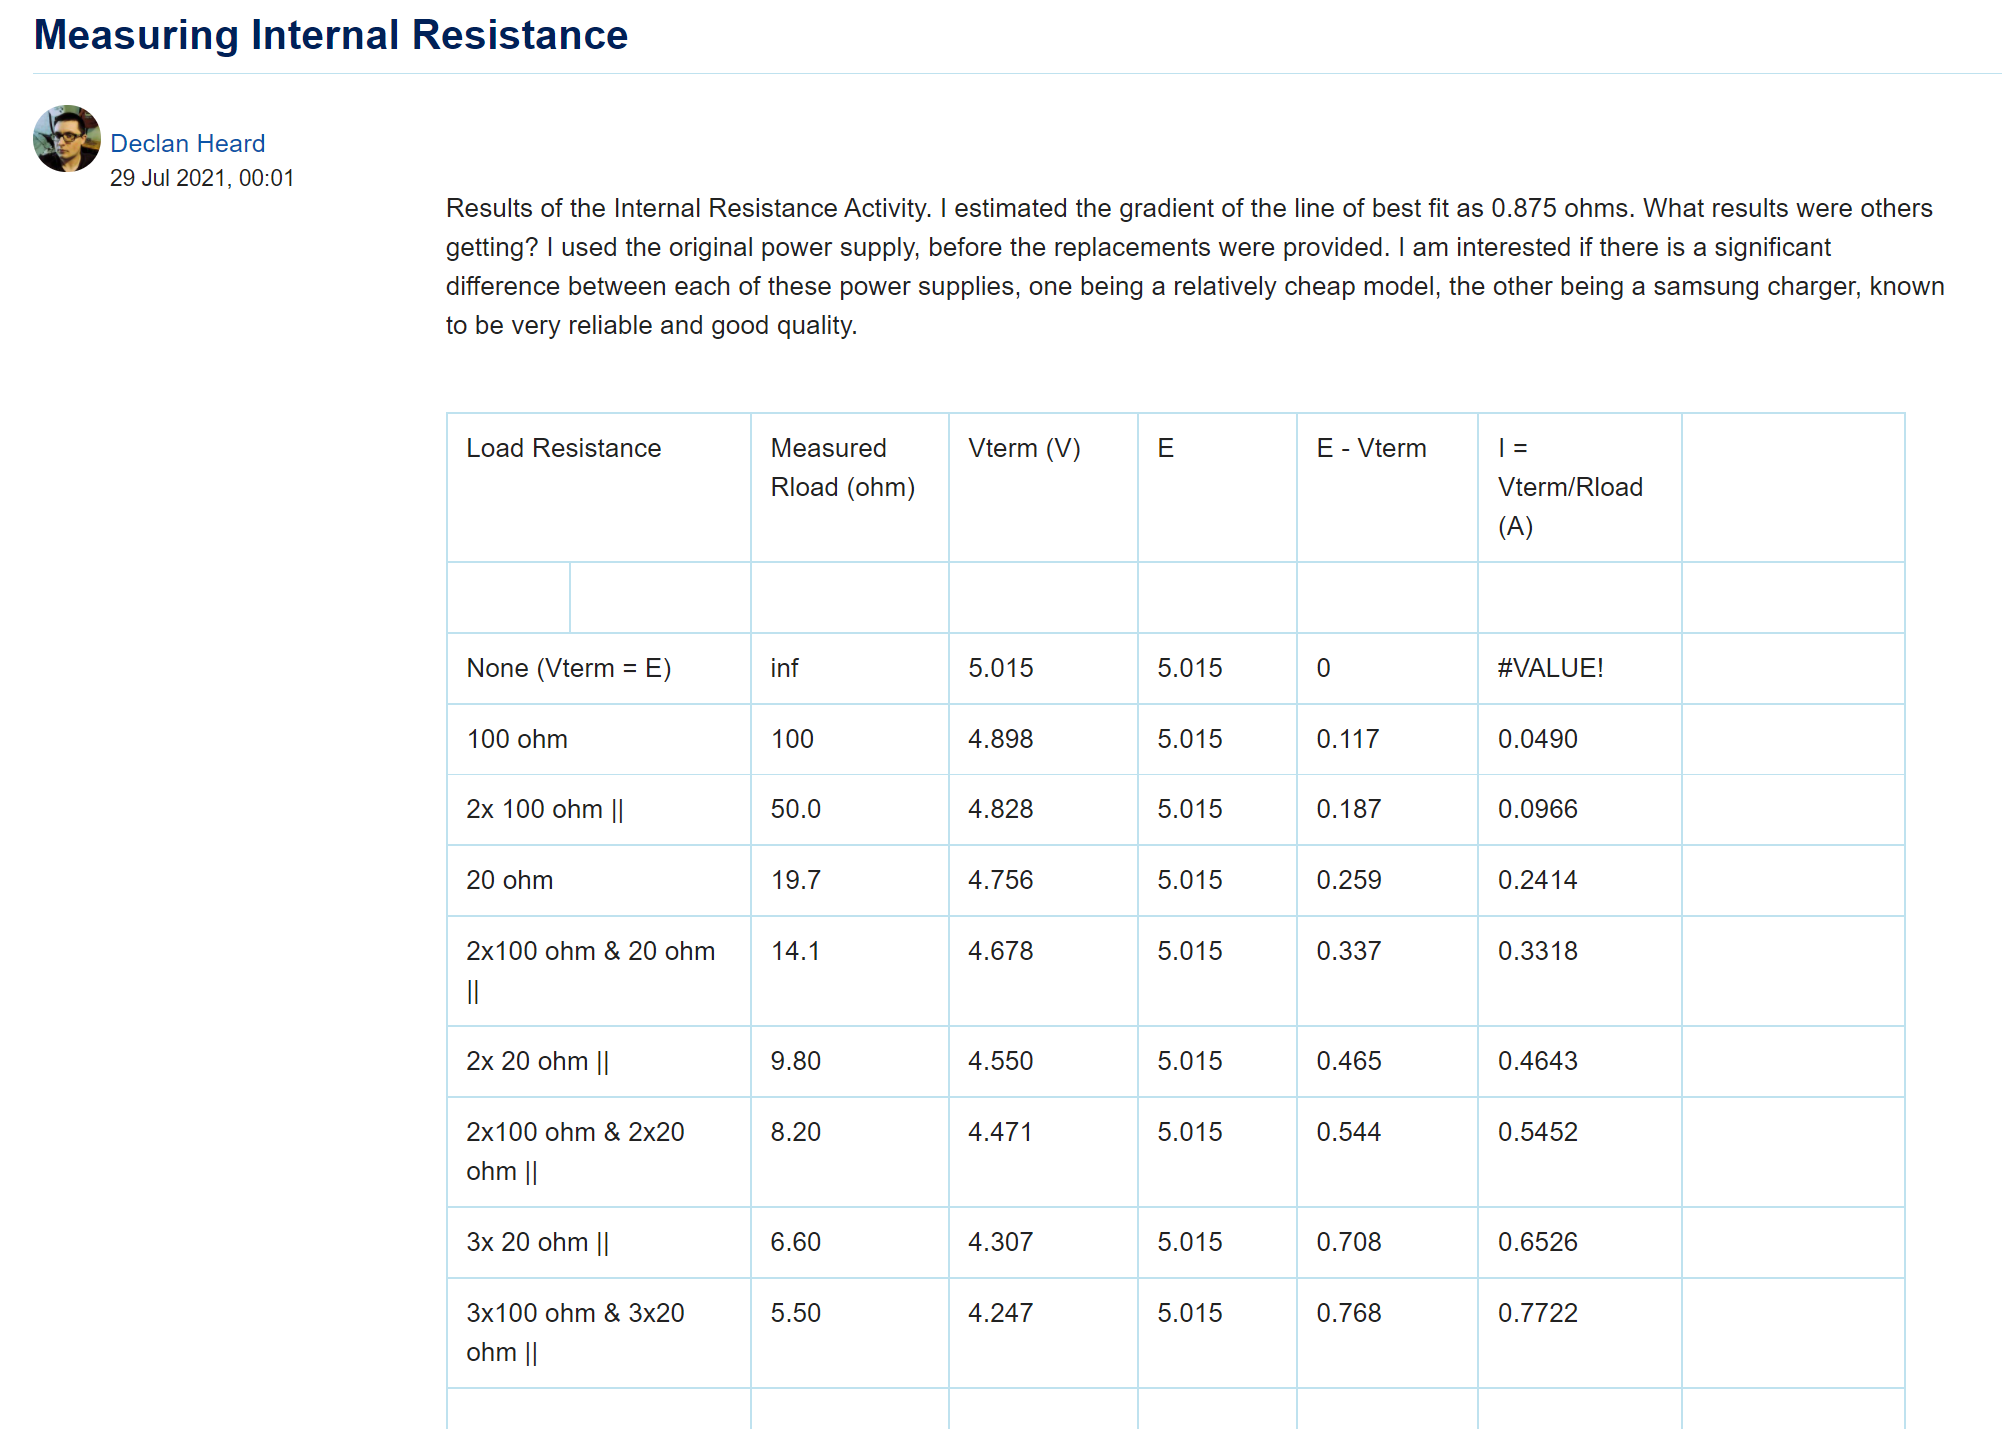 Measuring Internal Resistance
Declan Heard
29 Jul 2021, 00:01
Results of the Internal Resistance Activity. I estimated the gradient of the line of best fit as 0.875 ohms. What results were others
getting? I used the original power supply, before the replacements were provided. I am interested if there is a significant
difference between each of these power supplies, one being a relatively cheap model, the other being a samsung charger, known
to be very reliable and good quality.
Load Resistance Measured Rload (ohm) Vterm (V) E E - Vterm I = Vterm/Rload (A)
None (Vterm = E) inf 5.015 5.015 0 #VALUE!
100 ohm 100 4.898 5.015 0.117 0.0490
2x 100 ohm || 50.0 4.828 5.015 0.187 0.0966
20 ohm 19.7 4.756 5.015 0.259 0.2414
2x100 ohm & 20 ohm || 14.1 4.678 5.015 0.337 0.3318
2x 20 ohm || 9.80 4.550 5.015 0.465 0.4643
2x100 ohm & 2x20 ohm || 8.20 4.471 5.015 0.544 0.5452
3x 20 ohm || 6.60 4.307 5.015 0.708 0.6526
3x100 ohm & 3x20 ohm || 5.50 4.247 5.015 0.768 0.7722